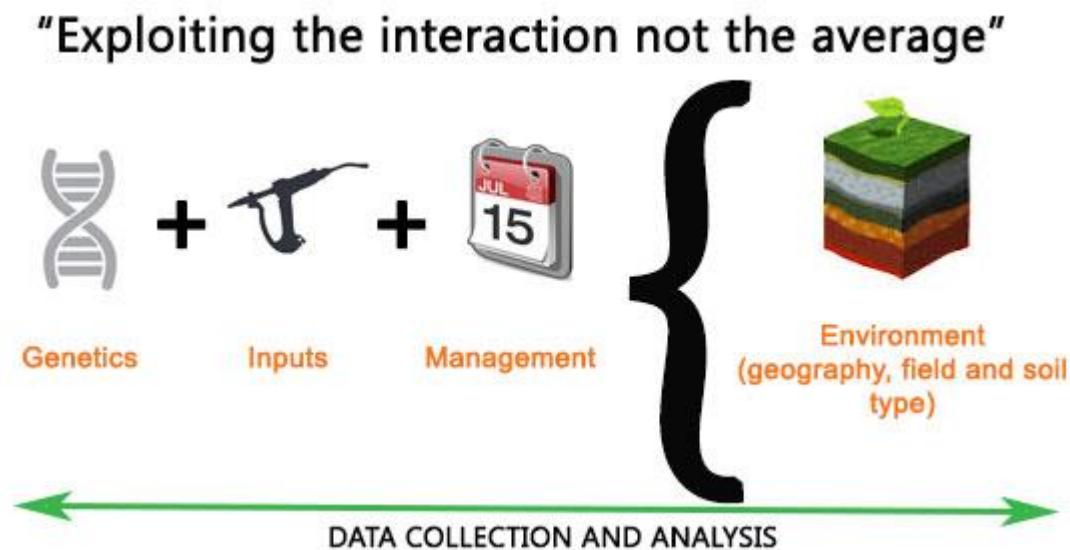 "Exploiting the interaction not the average"
JUL
15
Genetics
Inputs
Management
Environment
(geography, field and soil
type)
DATA COLLECTION AND ANALYSIS